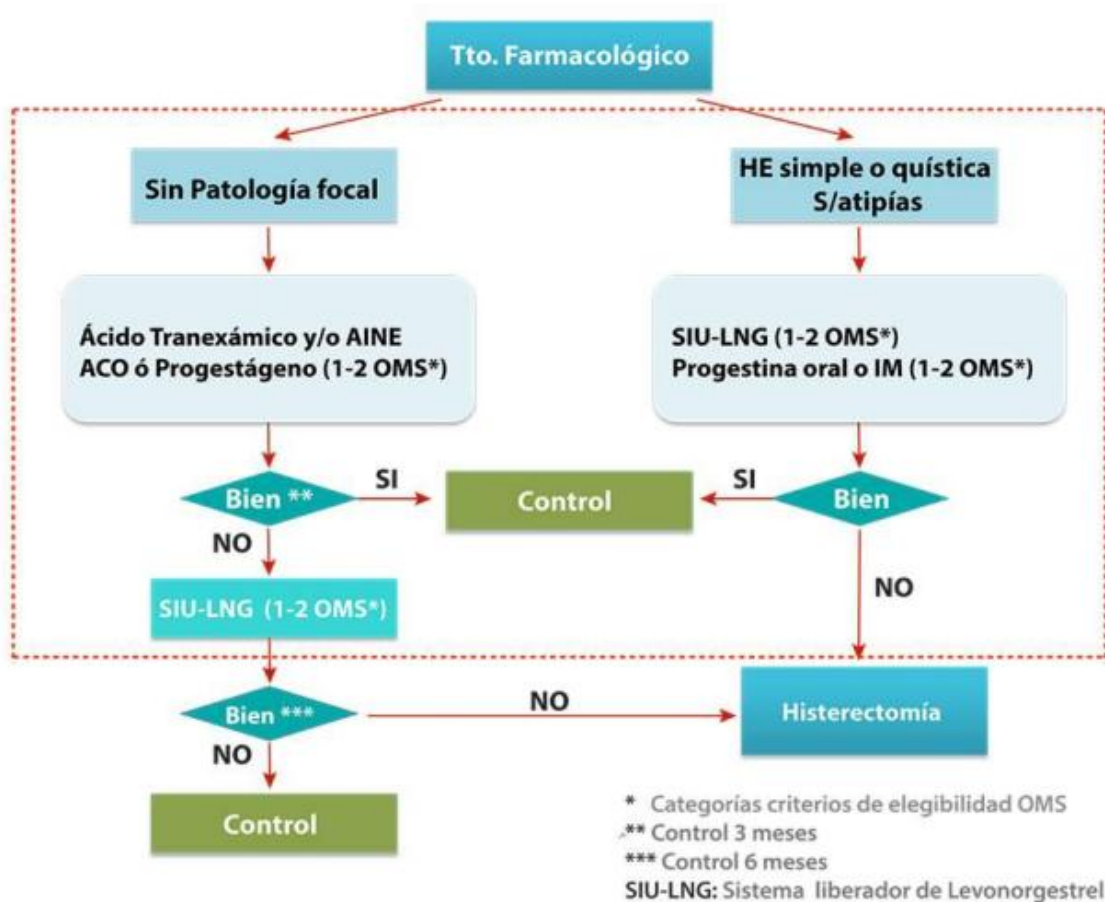 Tto. Farmacológico
Sin Patología focal
HE simple o quística
S/atipías
Ácido Tranexámico y/o AINE
ACO ó Progestágeno (1-2 OMS*)
SIU-LNG (1-2 OMS*)
Progestina oral o IM (1-2 OMS*)
Bien **
SI
Control
SI
Bien
NO
NO
SIU-LNG (1-2 OMS*)
Bien ***
NO
Histerectomía
NO
Control
* Categorías criterios de elegibilidad OMS
** Control 3 meses
*** Control 6 meses
SIU-LNG: Sistema liberador de Levonorgestrel